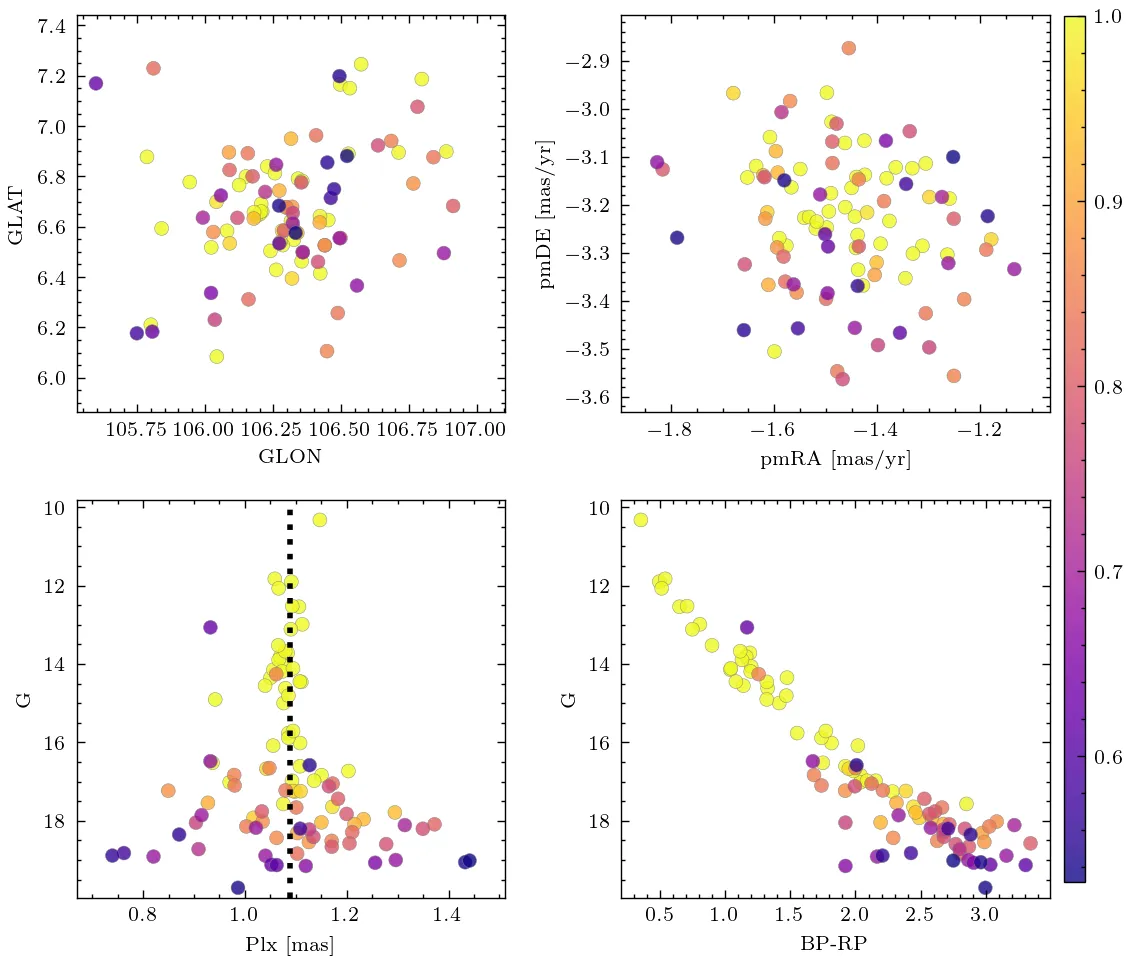 7.4
7.2
7.0
6.8
6.6
6.4
6.2
6.0
GLAT
105.75 106.00 106.25 106.50 106.75 107.00
GLON
−2.9
−3.0
−3.1
−3.2
−3.3
−3.4
−3.5
−3.6
pmDE [mas/yr]
−1.8 −1.6 −1.4 −1.2
pmRA [mas/yr]
1.0
0.9
0.8
0.7
0.6
10
12
14
16
18
G
0.8 1.0 1.2 1.4
Plx [mas]
10
12
14
16
18
G
0.5 1.0 1.5 2.0 2.5 3.0
BP-RP